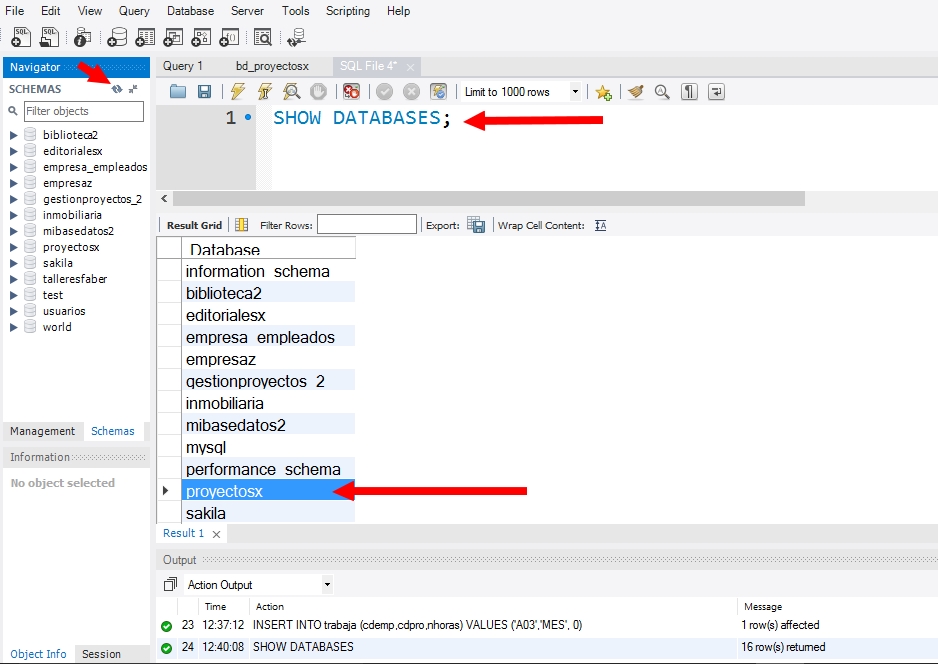 File Edit View Query Database Server Tools Scripting Help
Navigator
SCHEMAS
Filter objects
biblioteca2
editorialesx
empresa_empleados
empresaz
gestionproyectos_2
inmobiliaria
mibasedatos2
proyectosx
sakila
talleresfaber
test
usuarios
world
Management Schemas
Information
No object selected
Object Info Session
Query 1 bd_proyectosx SQL File 4*
Limit to 1000 rows
1 SHOW DATABASES;
Result Grid Filter Rows: Export: Wrap Cell Content:
Database
information_schema
biblioteca2
editorialesx
empresa_empleados
empresaz
gestionproyectos_2
inmobiliaria
mibasedatos2
mysql
performance_schema
proyectosx
sakila
Result 1
Output
Action Output
Time Action Message
23 12:37:12 INSERT INTO trabaja (cdemp,cdpro,nhoras) VALUES ('A03','MES', 0) 1 row(s) affected
24 12:40:08 SHOW DATABASES 16 row(s) returned